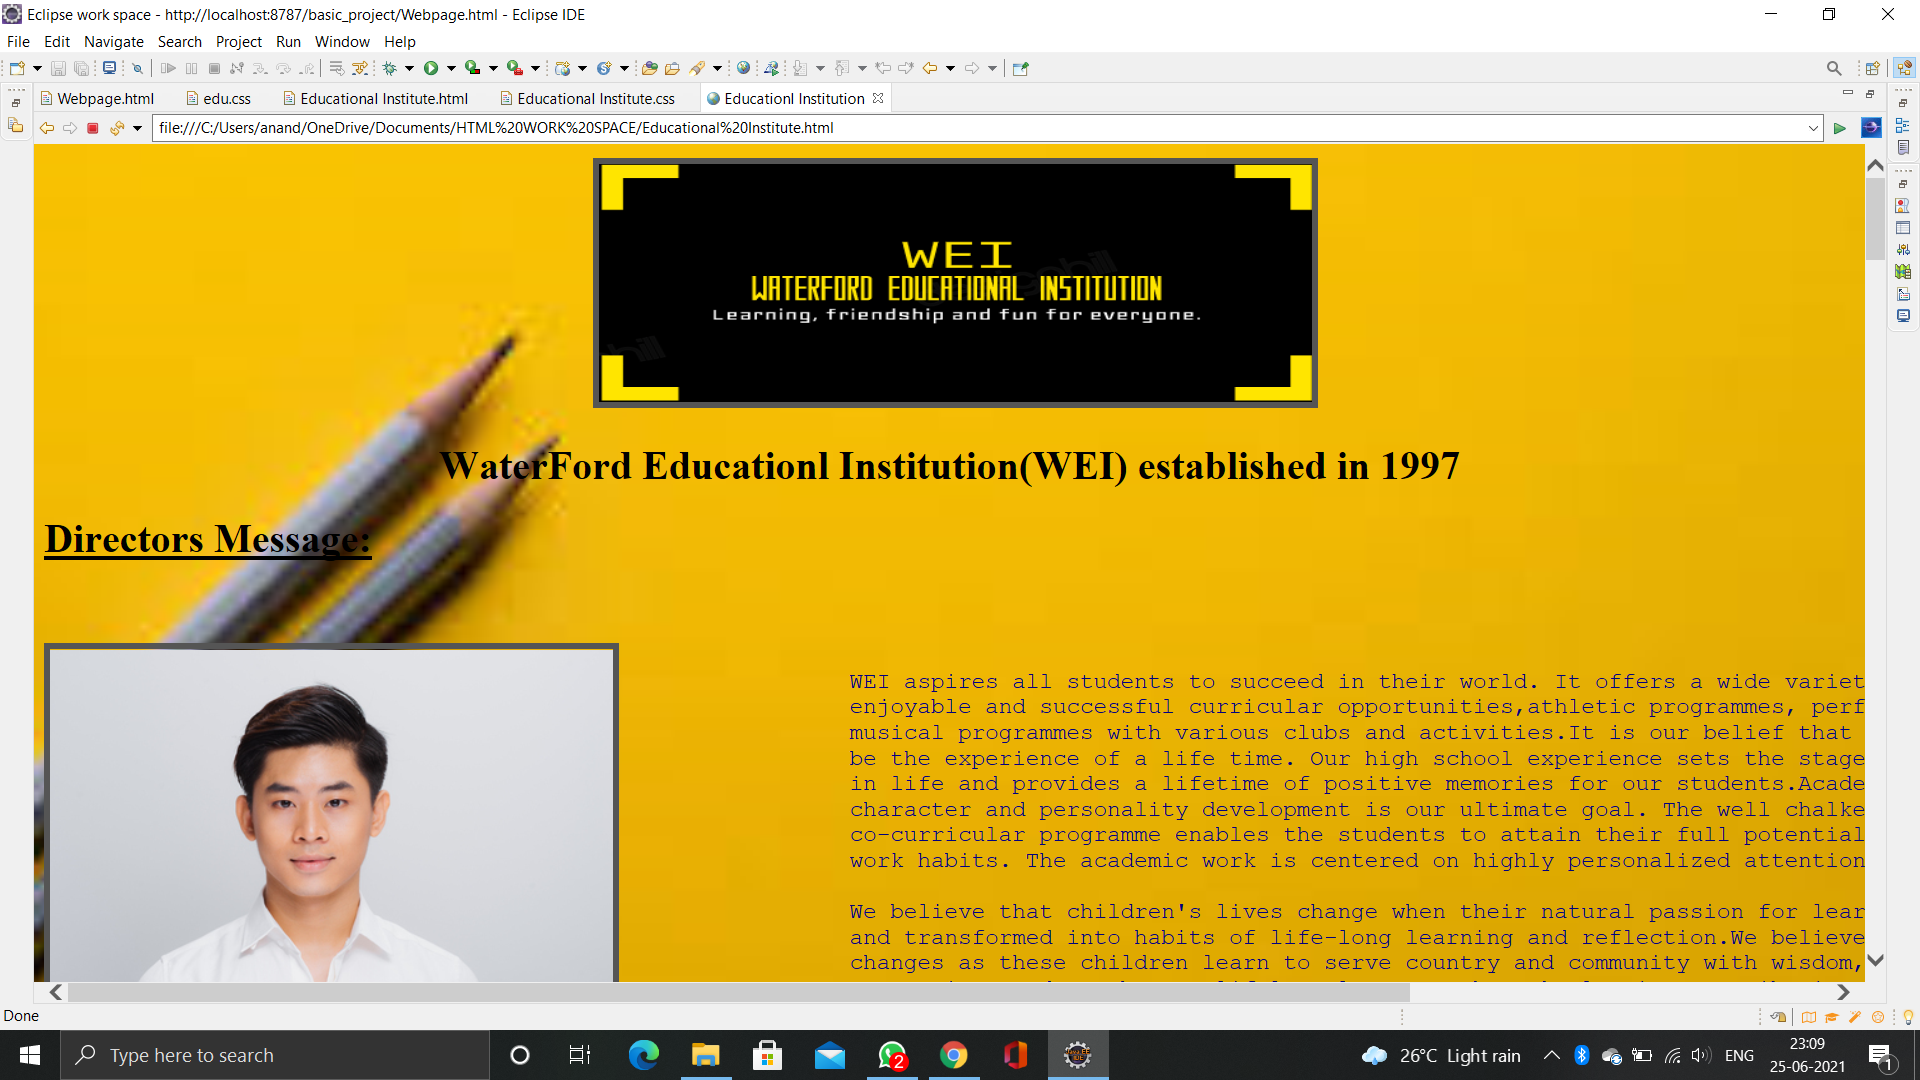 Eclipse work space - http://localhost:8787/basic_project/Webpage.html - Eclipse IDE
File Edit Navigate Search Project Run Window Help
Webpage.html edu.css Educational Institute.html Educational Institute.css Educationl Institution
file:///C:/Users/anand/OneDrive/Documents/HTML%20WORK%20SPACE/Educational%20Institute.html
WEI
WATERFORD EDUCATIONAL INSTITUTION
Learning, friendship and fun for everyone.
WaterFord Educationl Institution(WEI) established in 1997
Directors Message:
WEI aspires all students to succeed in their world. It offers a wide variet
enjoyable and successful curricular opportunities,athletic programmes, perf
musical programmes with various clubs and activities.It is our belief that
be the experience of a life time. Our high school experience sets the stage
in life and provides a lifetime of positive memories for our students.Acade
character and personality development is our ultimate goal. The well chalke
co-curricular programme enables the students to attain their full potential
work habits. The academic work is centered on highly personalized attention
We believe that children's lives change when their natural passion for lear
and transformed into habits of life-long learning and reflection.We believe
changes as these children learn to serve country and community with wisdom,
Done
Type here to search
2
26°C Light rain
ENG
23:09
25-06-2021
1